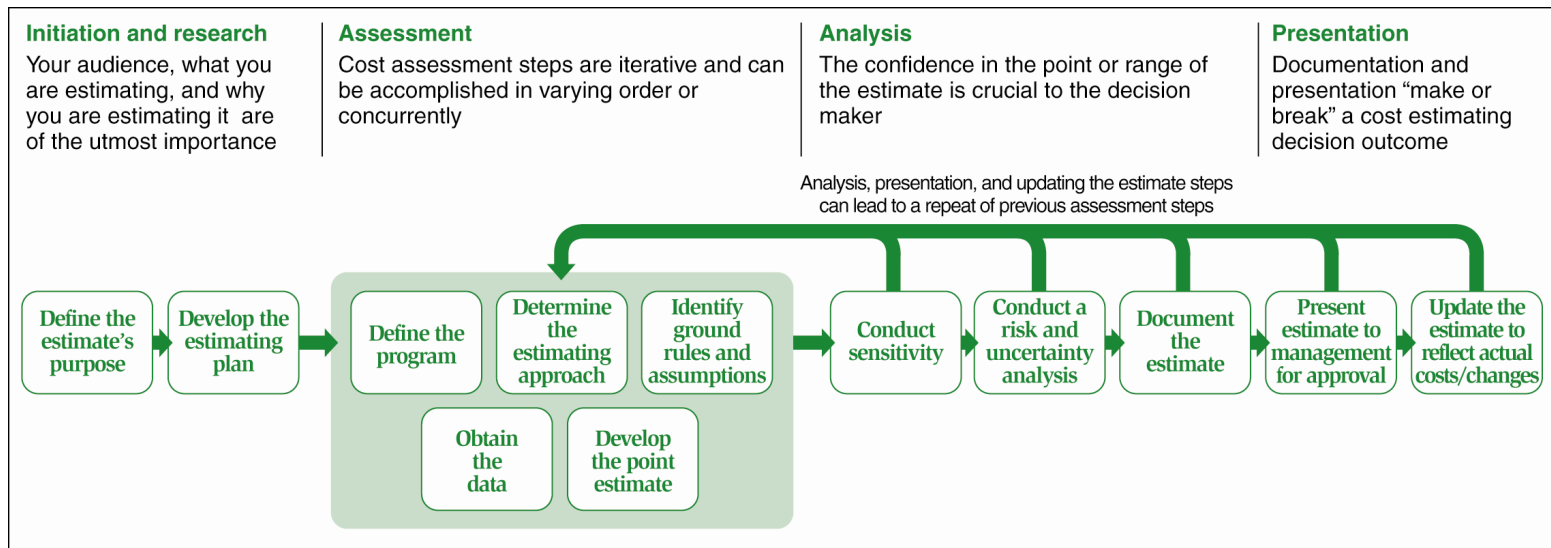 Initiation and research
Your audience, what you
are estimating, and why
you are estimating it  are
of the utmost importance
Assessment
Cost assessment steps are iterative and can
be accomplished in varying order or
concurrently
Analysis
The confidence in the point or range of
the estimate is crucial to the decision
maker
Presentation
Documentation and
presentation “make or
break” a cost estimating
decision outcome
Analysis, presentation, and updating the estimate steps
can lead to a repeat of previous assessment steps
Define the
estimate’s
purpose
Develop the
estimating
plan
Define the
program
Determine
the
estimating
approach
Identify
ground
rules and
assumptions
Obtain
the
data
Develop
the point
estimate
Conduct
sensitivity
Conduct a
risk and
uncertainty
analysis
Document
the
estimate
Present
estimate to
management
for approval
Update the
estimate to
reflect actual
costs/changes